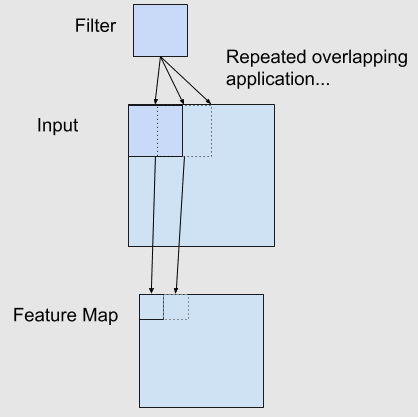 Filter
Repeated overlapping
application...
Input
Feature Map